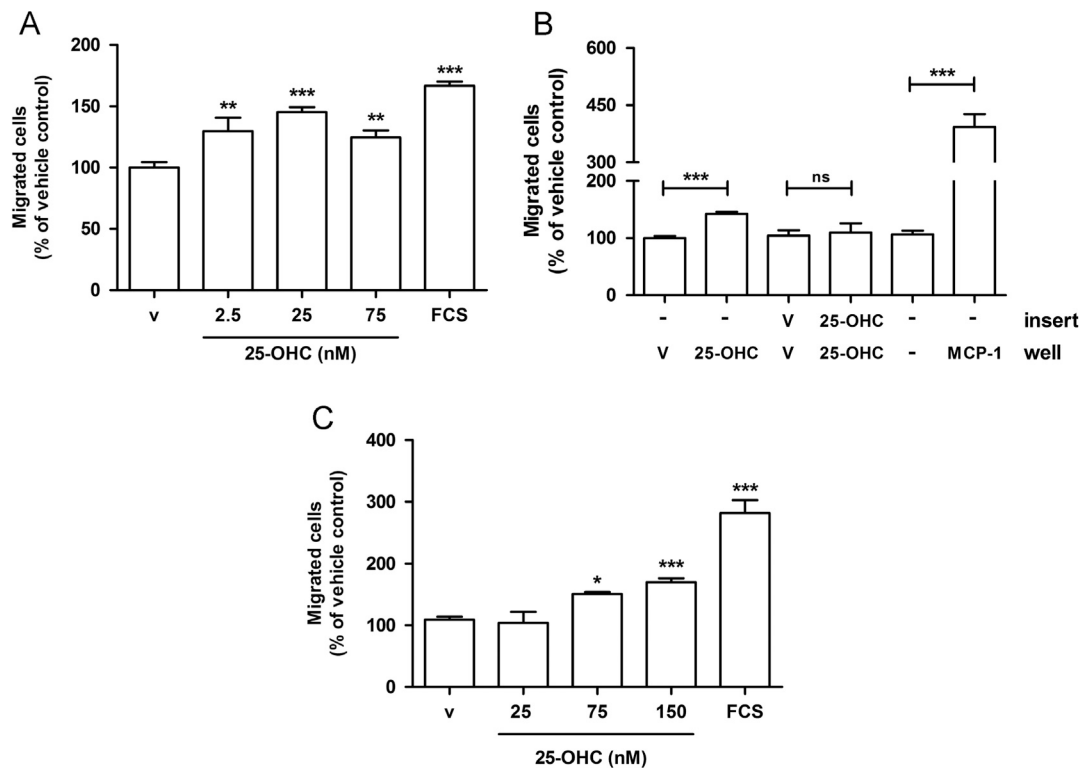 A
Migrated cells
(% of vehicle control)
200
150
100
50
0
** *** ** ***
v 2.5 25 75 FCS
25-OHC (nM)
B
Migrated cells
(% of vehicle control)
600
450
300
200
100
0
*** ns ***
- - V 25-OHC - - insert
V 25-OHC V 25-OHC - MCP-1 well
C
Migrated cells
(% of vehicle control)
400
300
200
100
0
* *** ***
v 25 75 150 FCS
25-OHC (nM)